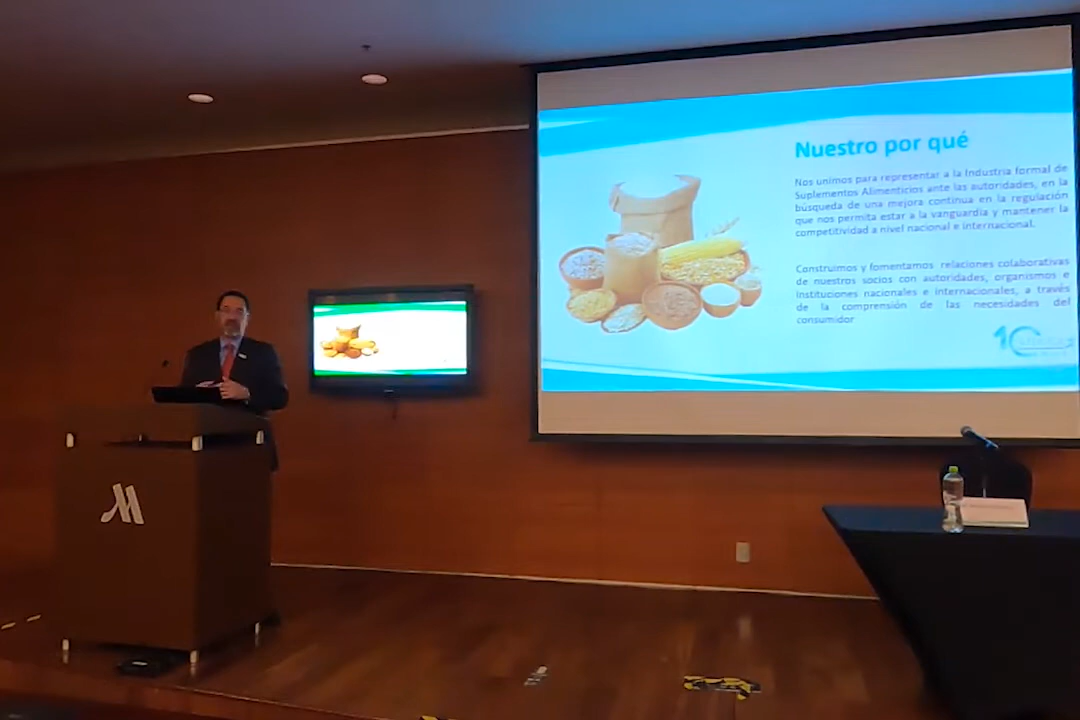 Nuestro por qué
Nos unimos para representar a la Industria formal de
Suplementos Alimenticios ante las autoridades, en la
búsqueda de una mejora continua en la regulación
que nos permita estar a la vanguardia y mantener la
competitividad a nivel nacional e internacional.
Construimos y fomentamos relaciones colaborativas
de nuestros socios con autoridades, organismos e
instituciones nacionales e internacionales, a través
de la comprensión de las necesidades del
consumidor
10